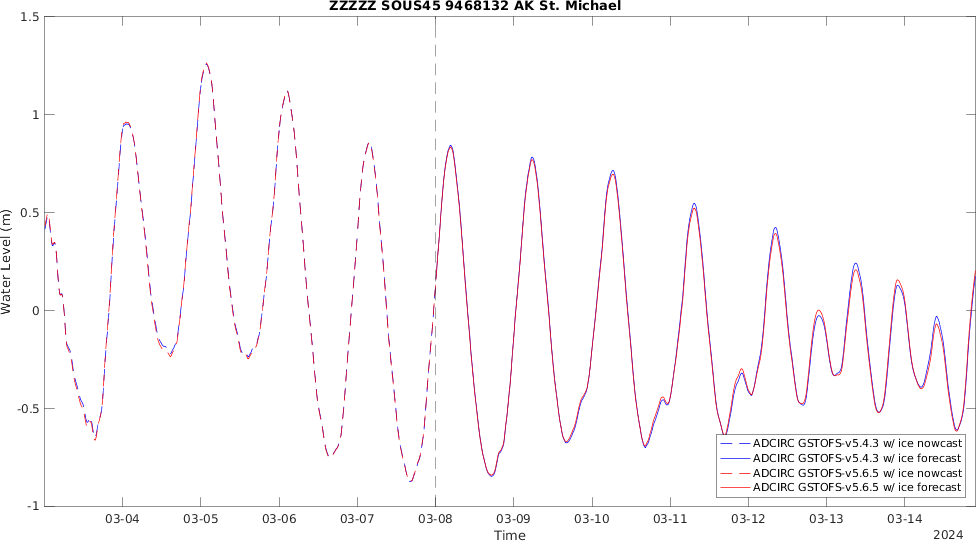 ZZZZZ SOUS45 9468132 AK St. Michael
Water Level (m)
1.5
1
0.5
0
-0.5
-1
03-04 03-05 03-06 03-07 03-08 03-09 03-10 03-11 03-12 03-13 03-14
Time
2024
ADCIRC GSTOFS-v5.4.3 w/ ice nowcast
ADCIRC GSTOFS-v5.4.3 w/ ice forecast
ADCIRC GSTOFS-v5.6.5 w/ ice nowcast
ADCIRC GSTOFS-v5.6.5 w/ ice forecast